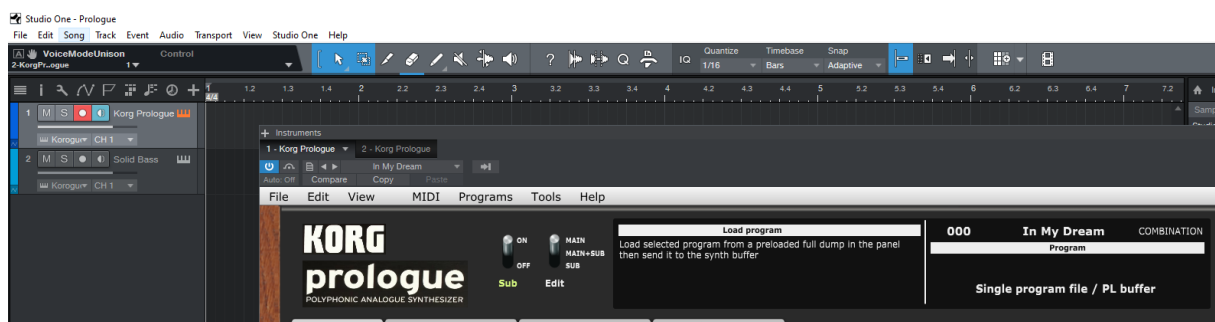 Studio One - Prologue
File Edit Song Track Event Audio Transport View Studio One Help
A VoiceModeUnison Control
2-KorgPr..ogue 1
? Q IQ Quantize Timebase Snap
1/16 Bars Adaptive
1 1.2 1.3 1.4 2 2.2 2.3 2.4 3 3.2 3.3 3.4 4 4.2 4.3 4.4 5 5.2 5.3 5.4 6 6.2 6.3 6.4 7 7.2
4/4
1 M S Korg Prologue
Korogu CH 1
2 M S Solid Bass
Korogu CH 1
Instruments
1 - Korg Prologue 2 - Korg Prologue
In My Dream
Auto: Off Compare Copy Paste
File Edit View MIDI Programs Tools Help
KORG
prologue
POLYPHONIC ANALOGUE SYNTHESIZER
ON
OFF
Sub
MAIN
MAIN+SUB
SUB
Edit
Load program
Load selected program from a preloaded full dump in the panel
then send it to the synth buffer
000 In My Dream COMBINATION
Program
Single program file / PL buffer